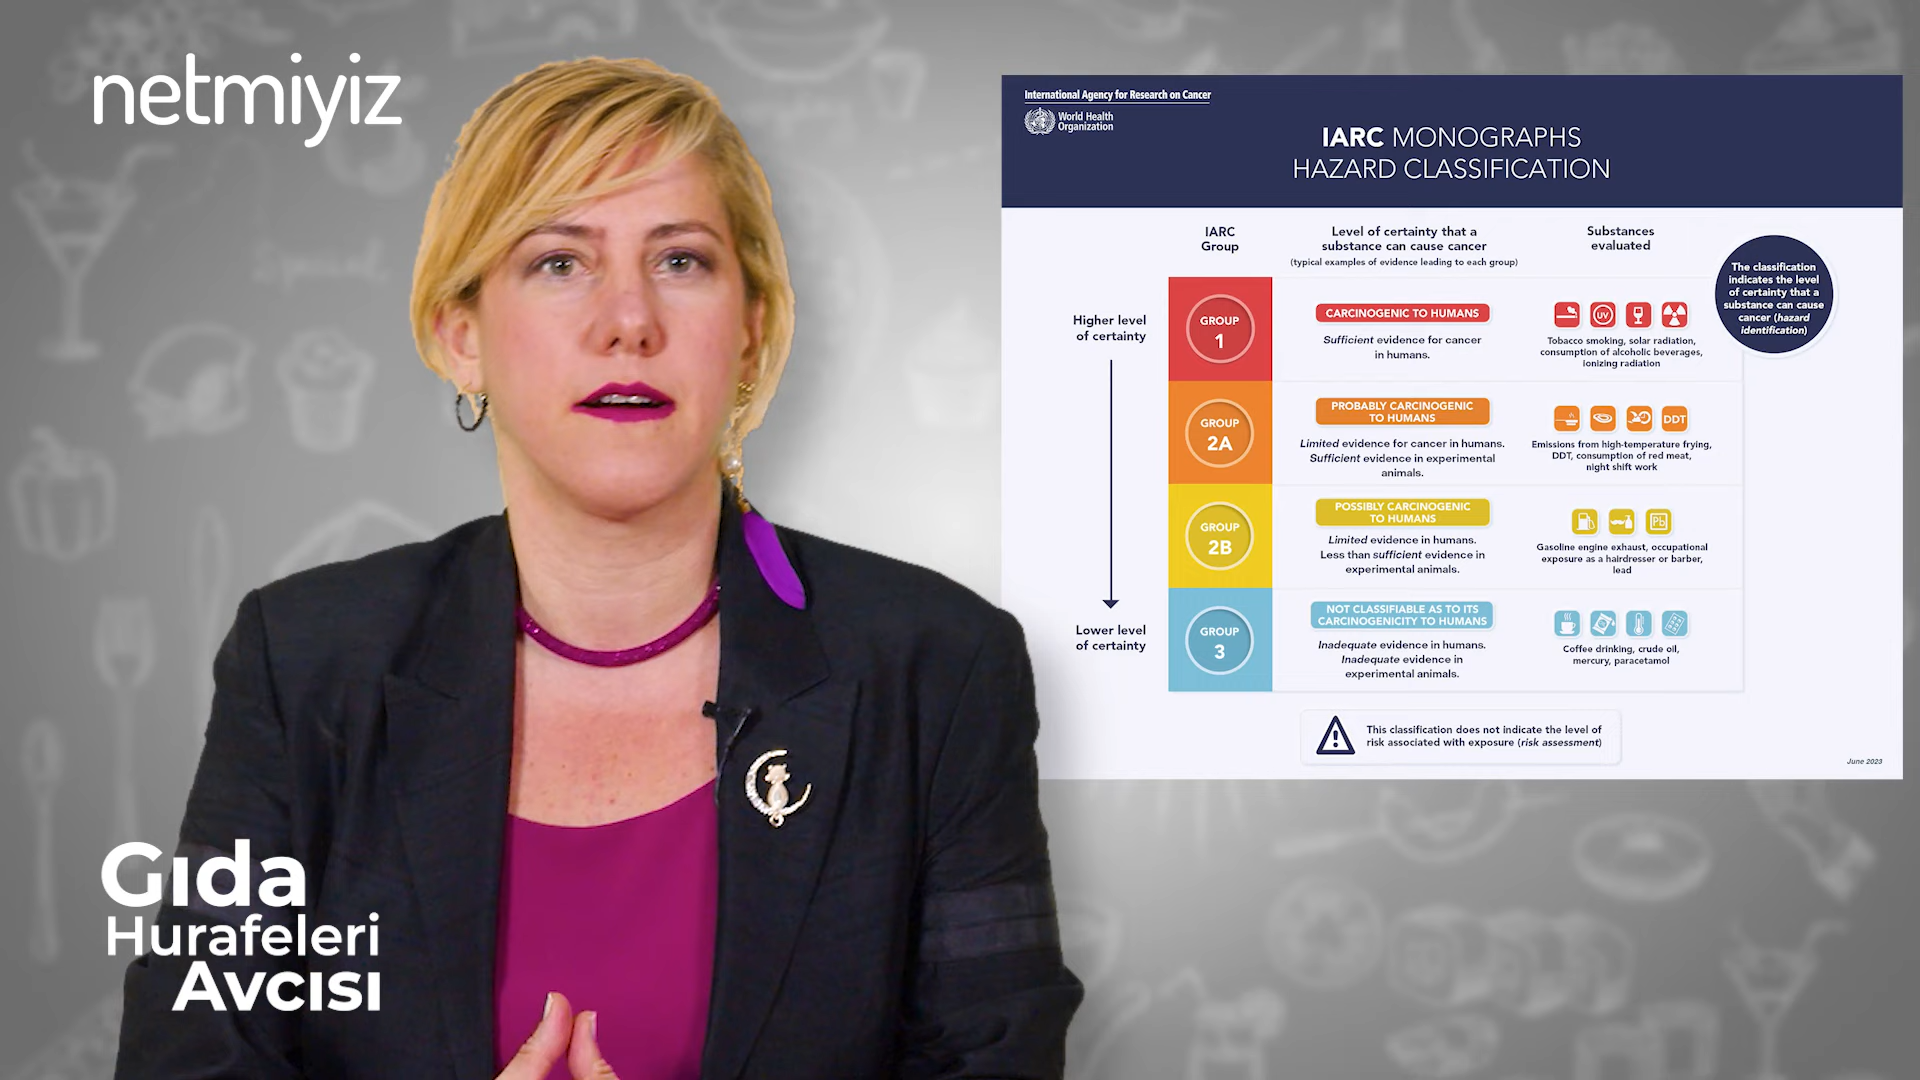 netmiyiz
Gıda
Hurafeleri
Avcısı
International Agency for Research on Cancer
World Health
Organization
IARC MONOGRAPHS
HAZARD CLASSIFICATION
IARC
Group
Level of certainty that a
substance can cause cancer
(typical examples of evidence leading to each group)
Substances
evaluated
The classification
indicates the level
of certainty that a
substance can cause
cancer (hazard
identification)
Higher level
of certainty
GROUP
1
CARCINOGENIC TO HUMANS
Sufficient evidence for cancer
in humans.
UV
Tobacco smoking, solar radiation,
consumption of alcoholic beverages,
ionizing radiation
GROUP
2A
PROBABLY CARCINOGENIC
TO HUMANS
Limited evidence for cancer in humans.
Sufficient evidence in experimental
animals.
DDT
Emissions from high-temperature frying,
DDT, consumption of red meat,
night shift work
GROUP
2B
POSSIBLY CARCINOGENIC
TO HUMANS
Limited evidence in humans.
Less than sufficient evidence in
experimental animals.
Pb
Gasoline engine exhaust, occupational
exposure as a hairdresser or barber,
lead
Lower level
of certainty
GROUP
3
NOT CLASSIFIABLE AS TO ITS
CARCINOGENICITY TO HUMANS
Inadequate evidence in humans.
Inadequate evidence in
experimental animals.
Coffee drinking, crude oil,
mercury, paracetamol
This classification does not indicate the level of
risk associated with exposure (risk assessment)
June 2023